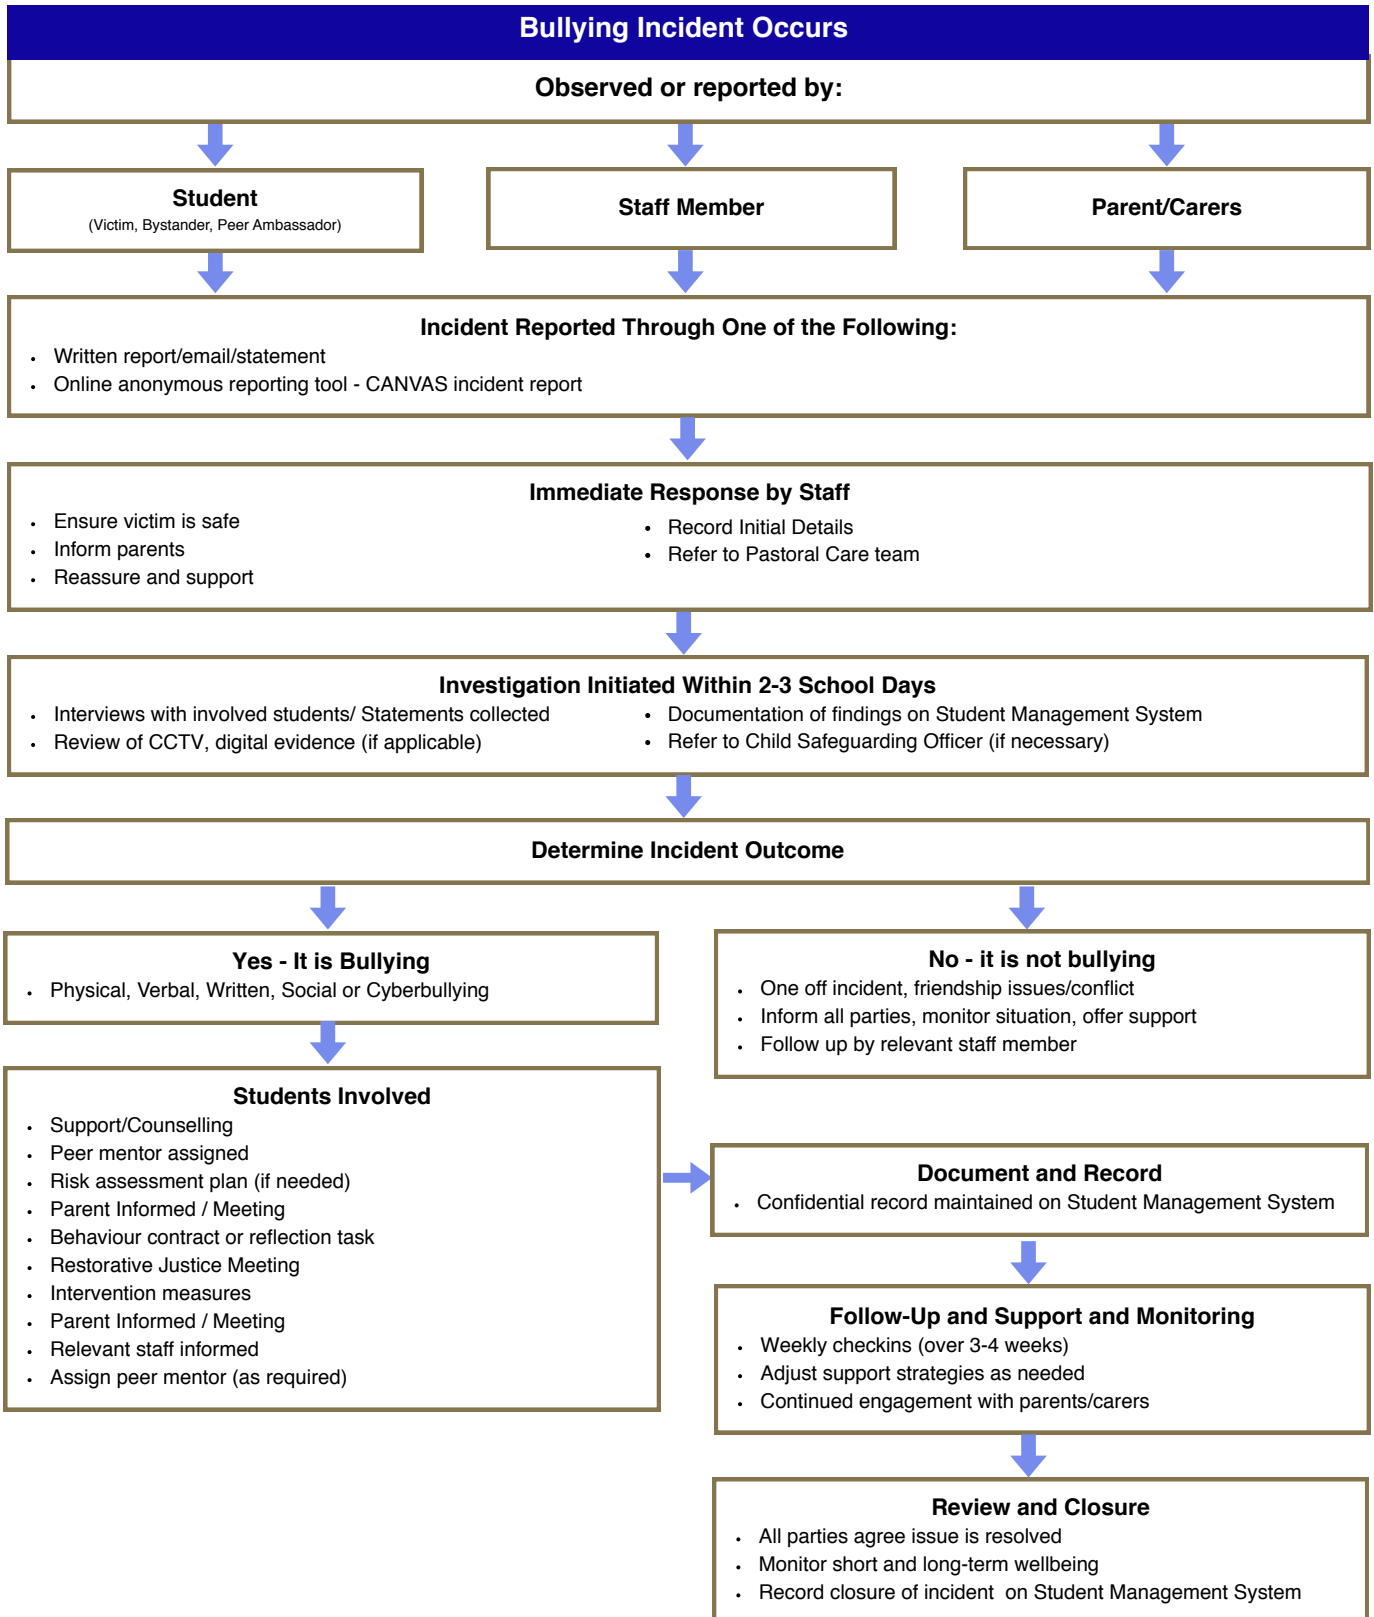 Bullying Incident Occurs
Observed or reported by:
Student
(Victim, Bystander, Peer Ambassador)
Staff Member
Parent/Carers
Incident Reported Through One of the Following:
• Written report/email/statement
• Online anonymous reporting tool - CANVAS incident report
Immediate Response by Staff
• Ensure victim is safe
• Inform parents
• Reassure and support
• Record Initial Details
• Refer to Pastoral Care team
Investigation Initiated Within 2-3 School Days
• Interviews with involved students/ Statements collected
• Review of CCTV, digital evidence (if applicable)
• Documentation of findings on Student Management System
• Refer to Child Safeguarding Officer (if necessary)
Determine Incident Outcome
Yes - It is Bullying
• Physical, Verbal, Written, Social or Cyberbullying
No - it is not bullying
• One off incident, friendship issues/conflict
• Inform all parties, monitor situation, offer support
• Follow up by relevant staff member
Students Involved
• Support/Counselling
• Peer mentor assigned
• Risk assessment plan (if needed)
• Parent Informed / Meeting
• Behaviour contract or reflection task
• Restorative Justice Meeting
• Intervention measures
• Parent Informed / Meeting
• Relevant staff informed
• Assign peer mentor (as required)
Document and Record
• Confidential record maintained on Student Management System
Follow-Up and Support and Monitoring
• Weekly checkins (over 3-4 weeks)
• Adjust support strategies as needed
• Continued engagement with parents/carers
Review and Closure
• All parties agree issue is resolved
• Monitor short and long-term wellbeing
• Record closure of incident on Student Management System